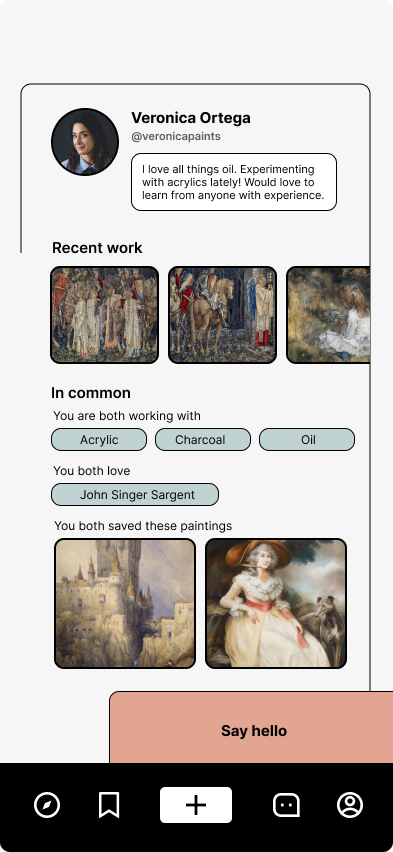 Veronica Ortega
@veronicapaints
I love all things oil. Experimenting
with acrylics lately! Would love to
learn from anyone with experience.
Recent work
In common
You are both working with
Acrylic
Charcoal
Oil
You both love
John Singer Sargent
You both saved these paintings
Say hello